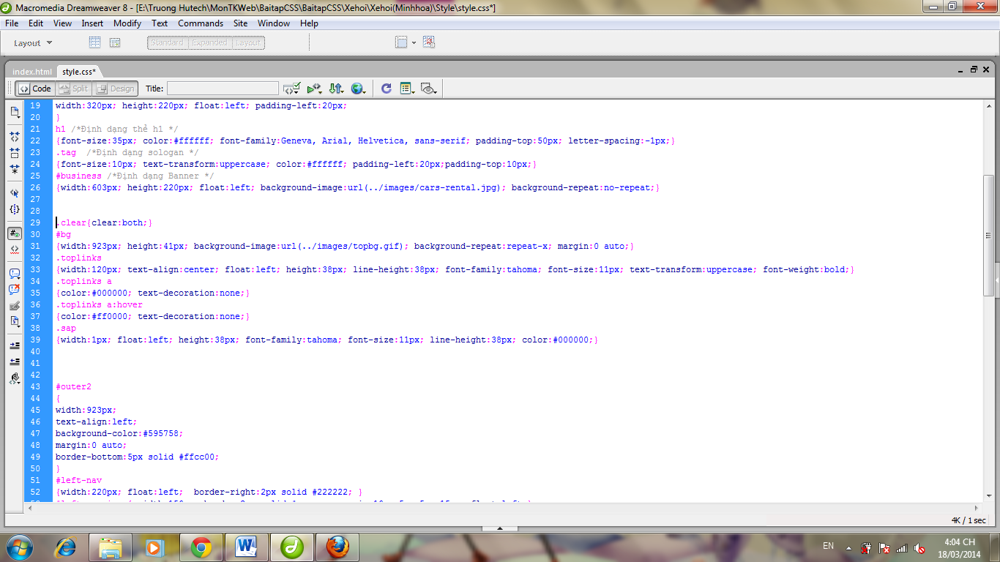 Macromedia Dreamweaver 8 - [E:\Truong Hutech\MonTKWeb\BaitapCSS\BaitapCSS\Xehoi\Xehoi(Minhhoa)\Style\style.css*]
File Edit View Insert Modify Text Commands Site Window Help
Layout Standard Expanded Layout
index.html style.css*
Code Split Design Title:
19 width:320px; height:220px; float:left; padding-left:20px;
20 }
21 h1 /*Định dạng thể h1 */
22 {font-size:35px; color:#ffffff; font-family:Geneva, Arial, Helvetica, sans-serif; padding-top:50px; letter-spacing:-1px;}
23 .tag  /*Định dạng sologan */
24 {font-size:10px; text-transform:uppercase; color:#ffffff; padding-left:20px;padding-top:10px;}
25 #business /*Định dạng Banner */
26 {width:603px; height:220px; float:left; background-image:url(../images/cars-rental.jpg); background-repeat:no-repeat;}
27
28
29 .clear{clear:both;}
30 #bg
31 {width:923px; height:41px; background-image:url(../images/topbg.gif); background-repeat:repeat-x; margin:0 auto;}
32 .toplinks
33 {width:120px; text-align:center; float:left; height:38px; line-height:38px; font-family:tahoma; font-size:11px; text-transform:uppercase; font-weight:bold;}
34 .toplinks a
35 {color:#000000; text-decoration:none;}
36 .toplinks a:hover
37 {color:#ff0000; text-decoration:none;}
38 .sap
39 {width:1px; float:left; height:38px; font-family:tahoma; font-size:11px; line-height:38px; color:#000000;}
40
41
42
43 #outer2
44 {
45 width:923px;
46 text-align:left;
47 background-color:#595758;
48 margin:0 auto;
49 border-bottom:5px solid #ffcc00;
50 }
51 #left-nav
52 {width:220px; float:left;  border-right:2px solid #222222; }
4K / 1 sec
EN
4:04 CH
18/03/2014